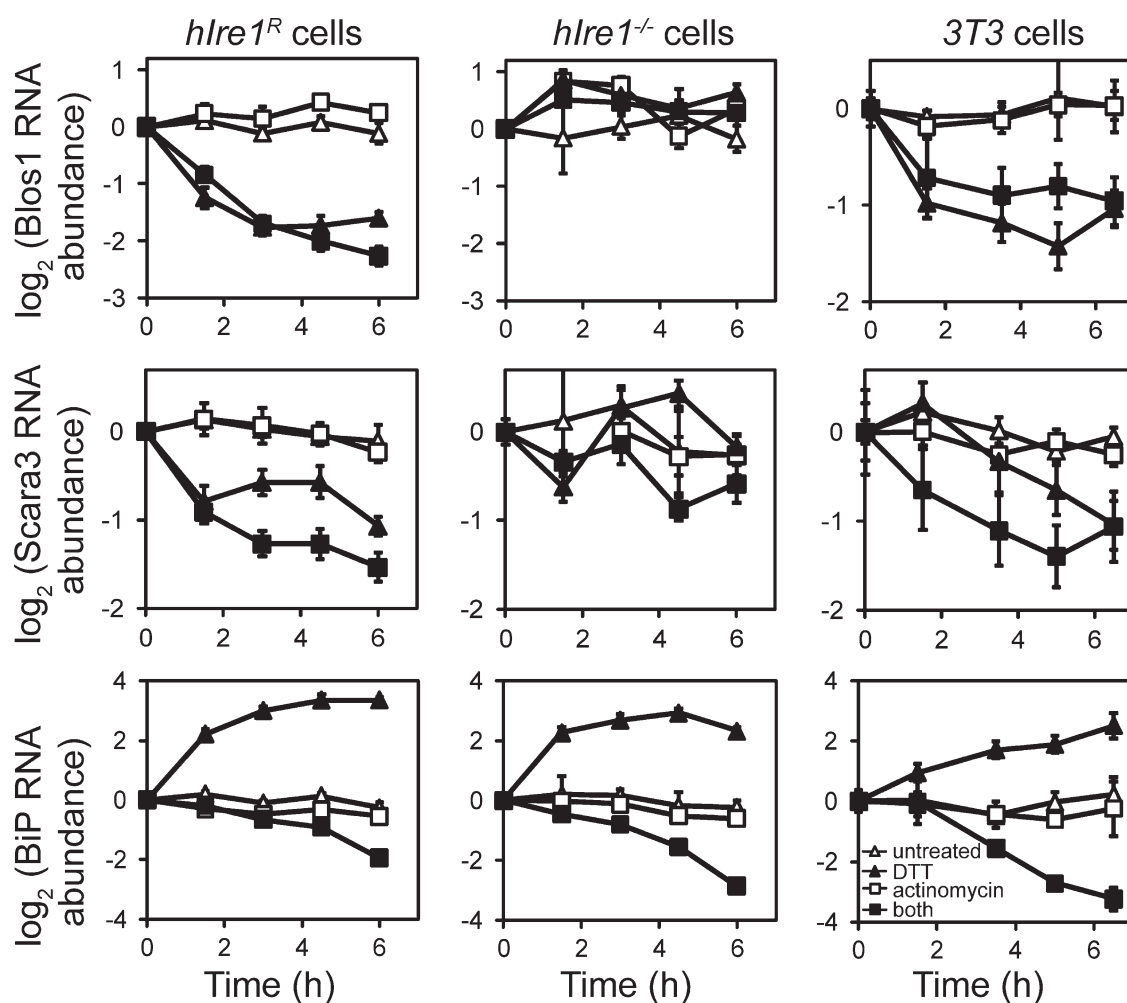 hIre1ᴿ cells hIre1⁻/⁻ cells 3T3 cells
log₂ (Blos1 RNA
abundance)
1
0
-1
-2
-3
0 2 4 6
1
0
-1
-2
-3
0 2 4 6
0
-1
-2
0 2 4 6
log₂ (Scara3 RNA
abundance)
0
-1
-2
0 2 4 6
0
-1
-2
0 2 4 6
0
-1
-2
0 2 4 6
log₂ (BiP RNA
abundance)
4
2
0
-2
-4
0 2 4 6
4
2
0
-2
-4
0 2 4 6
4
2
0
-2
-4
untreated
DTT
actinomycin
both
0 2 4 6
Time (h) Time (h) Time (h)